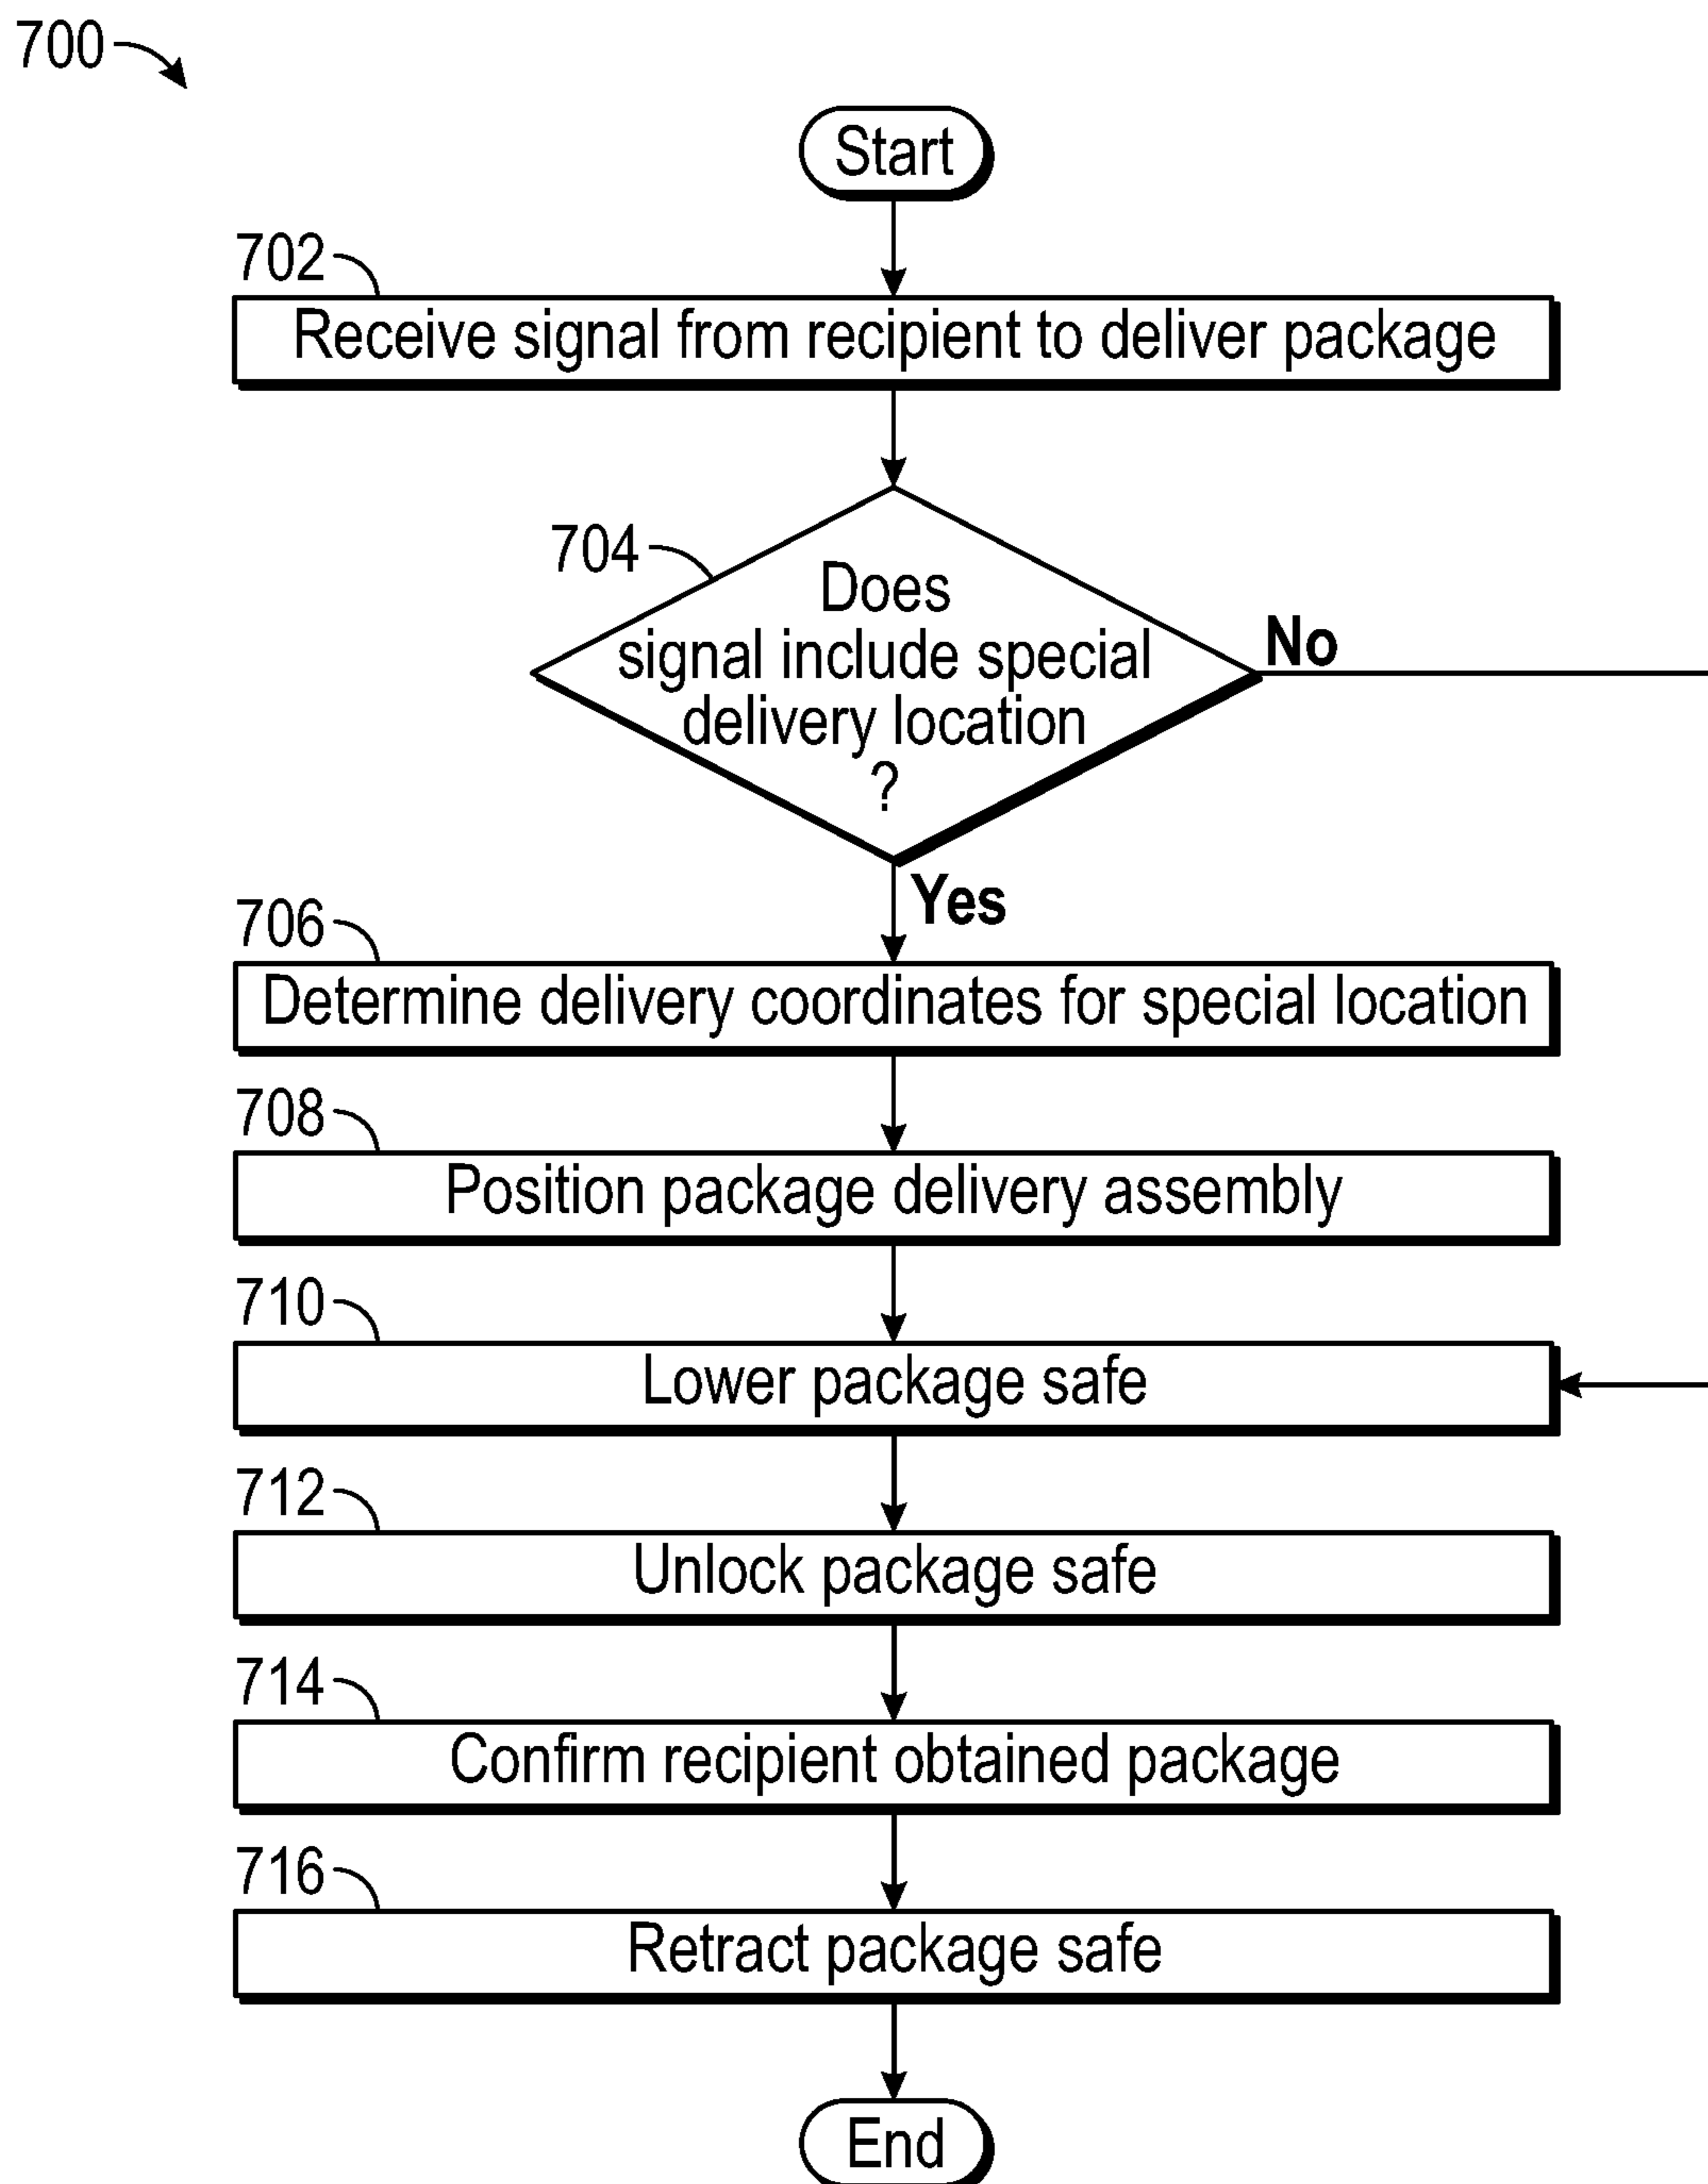 700
Start
702
Receive signal from recipient to deliver package
704
Does
signal include special
delivery location
?
No
Yes
706
Determine delivery coordinates for special location
708
Position package delivery assembly
710
Lower package safe
712
Unlock package safe
714
Confirm recipient obtained package
716
Retract package safe
End